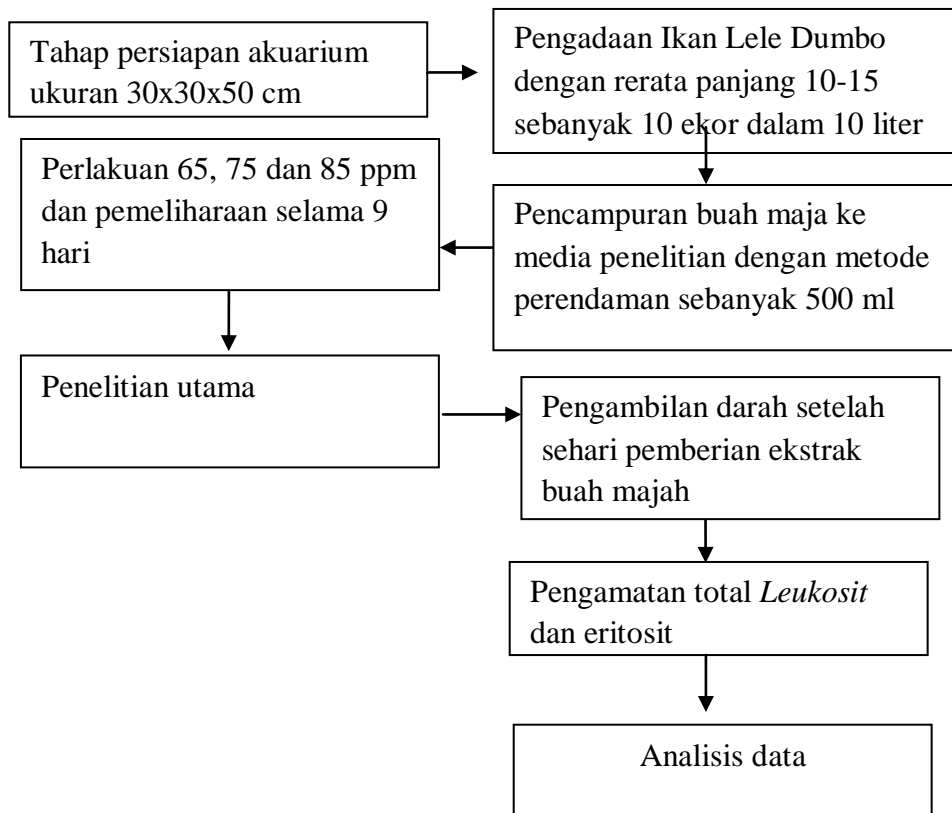 Tahap persiapan akuarium
ukuran 30x30x50 cm
Pengadaan Ikan Lele Dumbo
dengan rerata panjang 10-15
sebanyak 10 ekor dalam 10 liter
Pencampuran buah maja ke
media penelitian dengan metode
perendaman sebanyak 500 ml
Perlakuan 65, 75 dan 85 ppm
dan pemeliharaan selama 9
hari
Penelitian utama
Pengambilan darah setelah
sehari pemberian ekstrak
buah majah
Pengamatan total Leukosit
dan eritosit
Analisis data